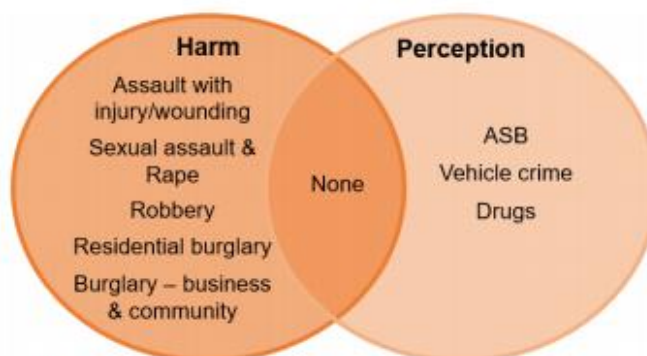 Harm
Assault with
injury/wounding
Sexual assault &
Rape
Robbery
Residential burglary
Burglary – business
& community
None
Perception
ASB
Vehicle crime
Drugs